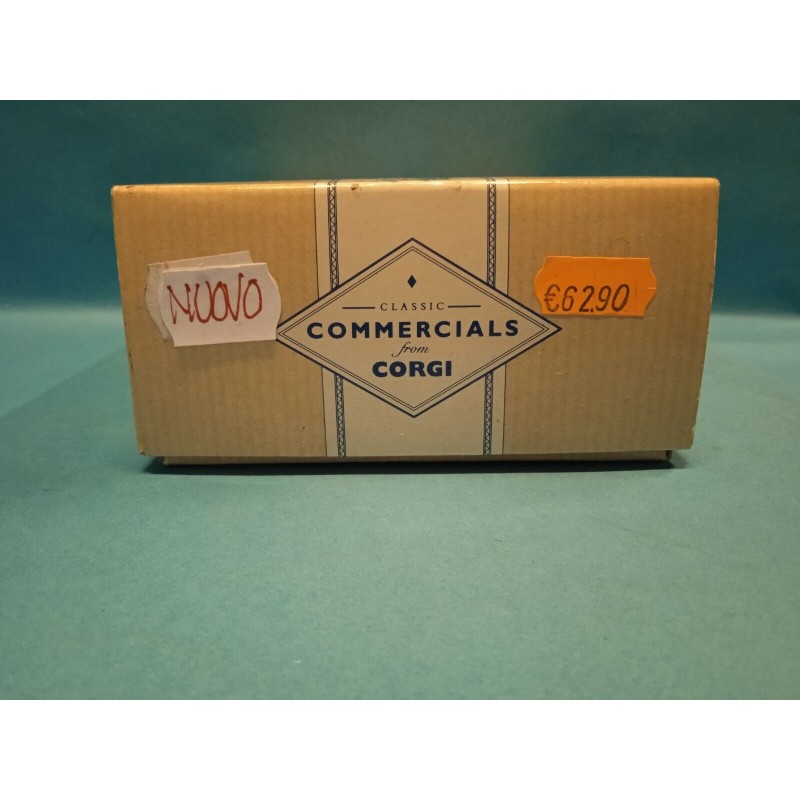 NUOVO
CLASSIC
COMMERCIALS
from
CORGI
€62.90